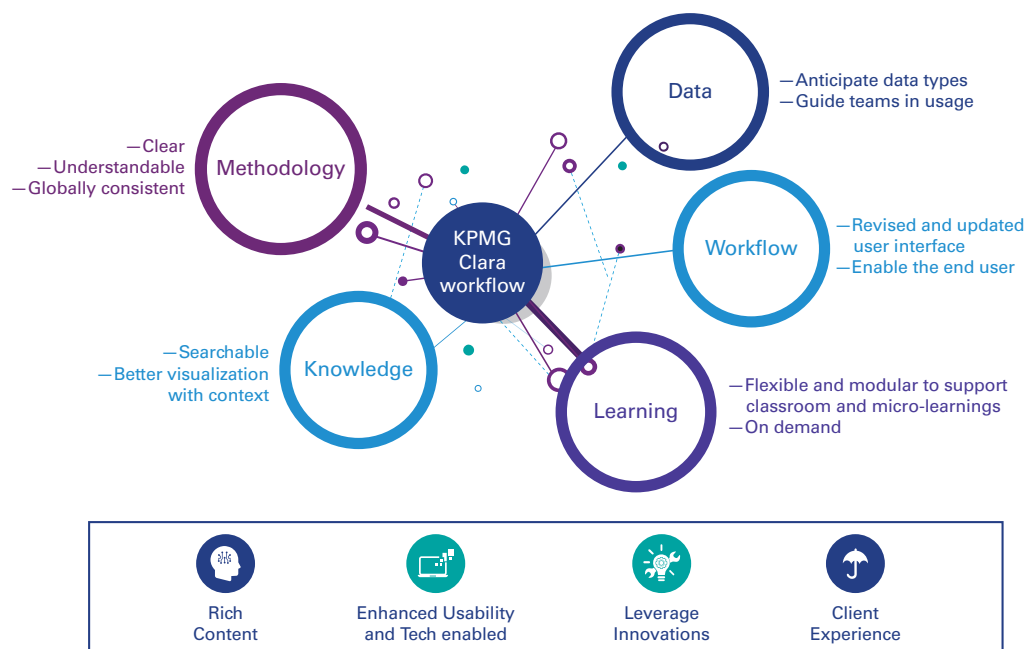 Data
—Anticipate data types
—Guide teams in usage
—Clear
—Understandable
—Globally consistent
Methodology
KPMG
Clara
workflow
Workflow
—Revised and updated
user interface
—Enable the end user
—Searchable
—Better visualization
with context
Knowledge
Learning
—Flexible and modular to support
classroom and micro-learnings
—On demand
Rich
Content
Enhanced Usability
and Tech enabled
Leverage
Innovations
Client
Experience